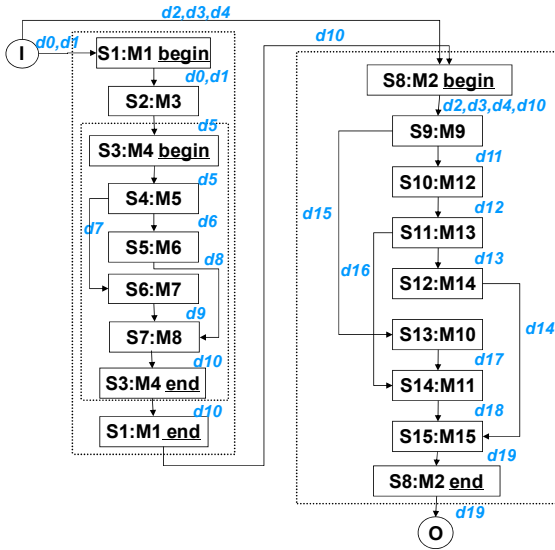 d2,d3,d4
I
d0,d1
S1:M1 begin
d0,d1
S2:M3
d5
S3:M4 begin
d5
S4:M5
d7
d6
S5:M6
d8
S6:M7
d9
S7:M8
d10
S3:M4 end
d10
S1:M1 end
d10
S8:M2 begin
d2,d3,d4,d10
S9:M9
d11
S10:M12
d15
d12
S11:M13
d16
d13
S12:M14
d14
S13:M10
d17
S14:M11
d18
S15:M15
d19
S8:M2 end
d19
O